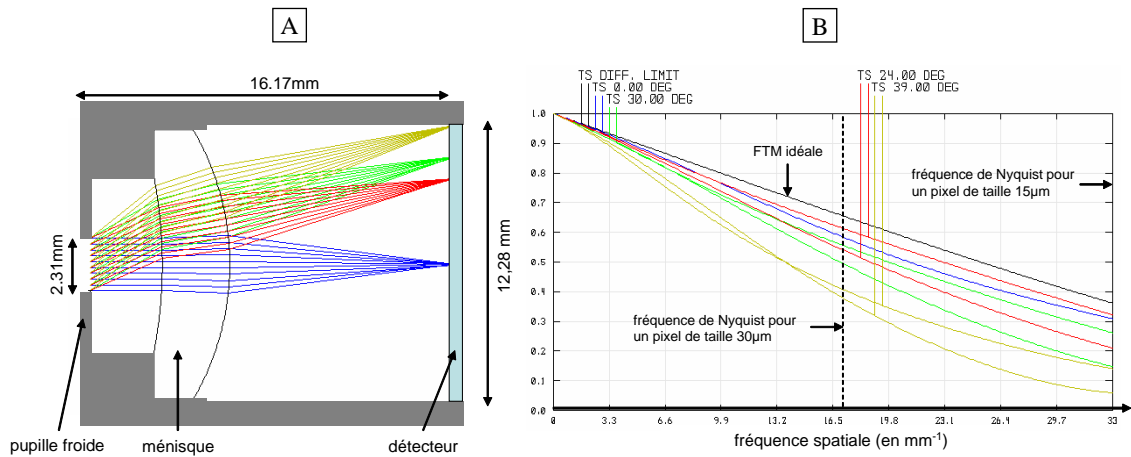 A
B
16.17mm
2.31mm
12,28 mm
pupille froide
ménisque
détecteur
TS DIFF. LIMIT
TS 0.00 DEG
TS 30.00 DEG
TS 24.00 DEG
TS 39.00 DEG
FTM idéale
fréquence de Nyquist pour
un pixel de taille 15µm
fréquence de Nyquist pour
un pixel de taille 30µm
1.0
0.9
0.8
0.7
0.6
0.5
0.4
0.3
0.2
0.1
0.0
0 3.3 6.6 9.9 13.2 16.5 19.8 23.1 26.4 29.7 33
fréquence spatiale (en mm⁻¹)